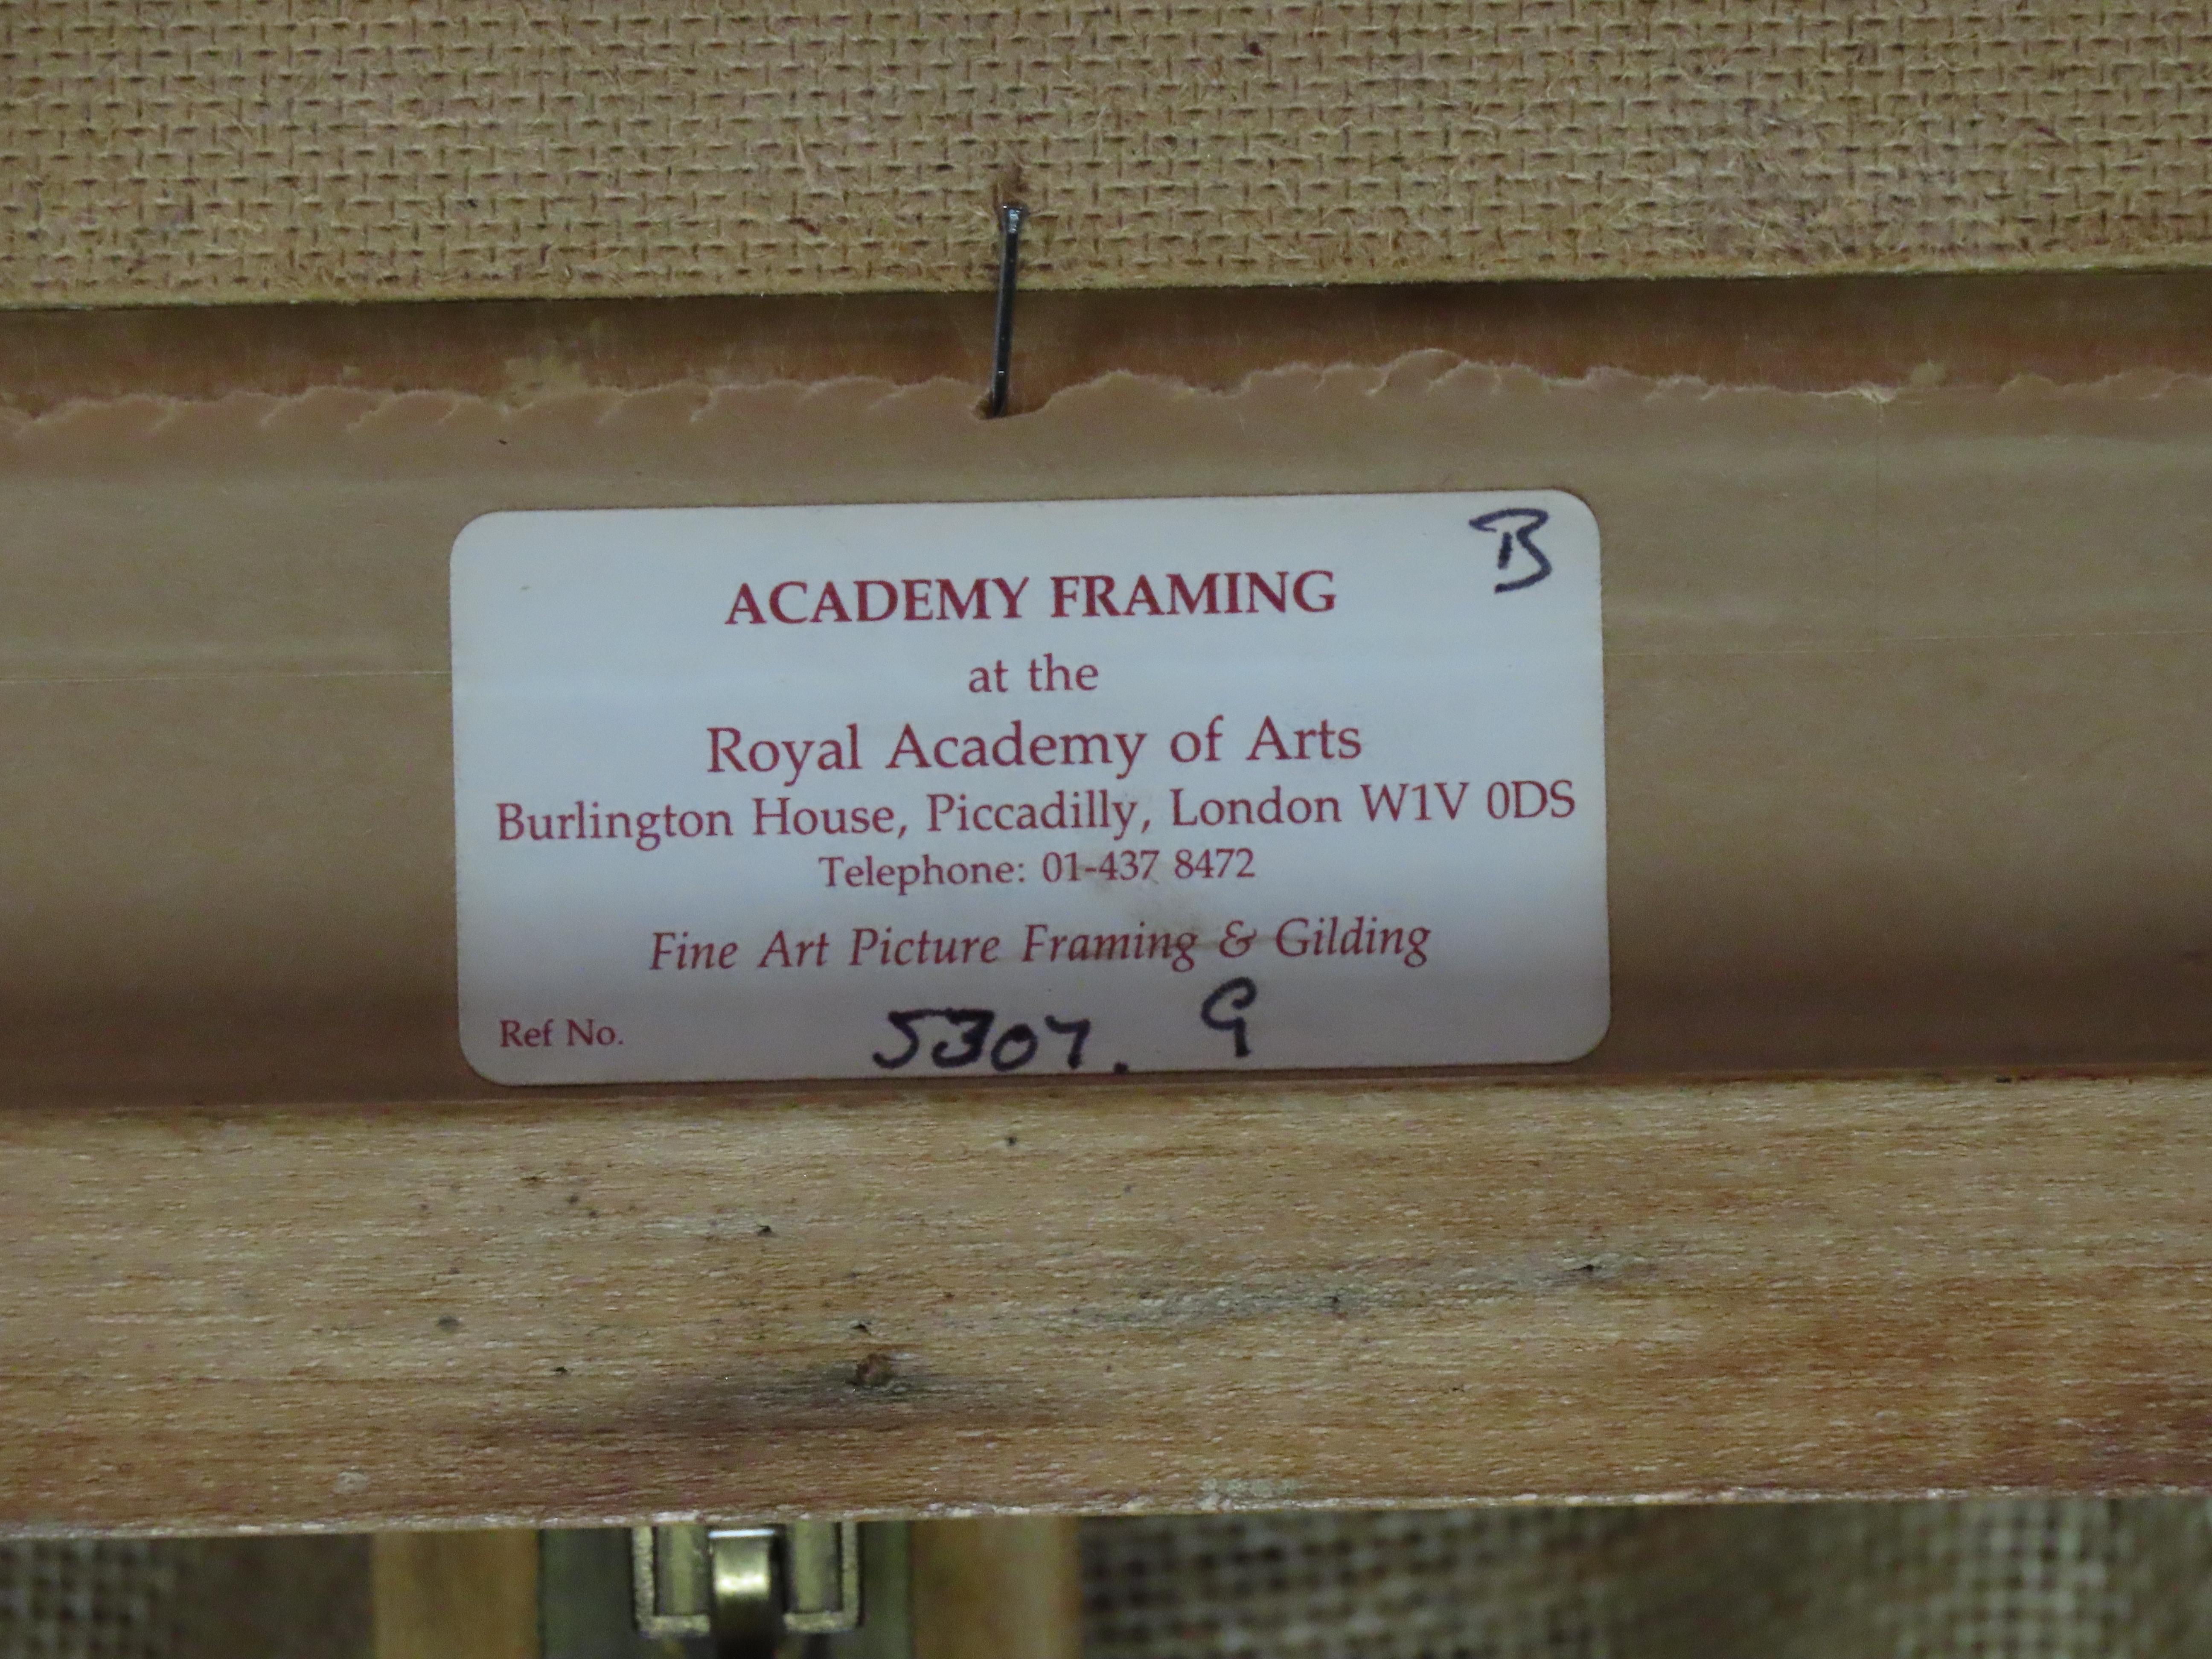 B
ACADEMY FRAMING
at the
Royal Academy of Arts
Burlington House, Piccadilly, London W1V 0DS
Telephone: 01-437 8472
Fine Art Picture Framing & Gilding
Ref No. 5307. G